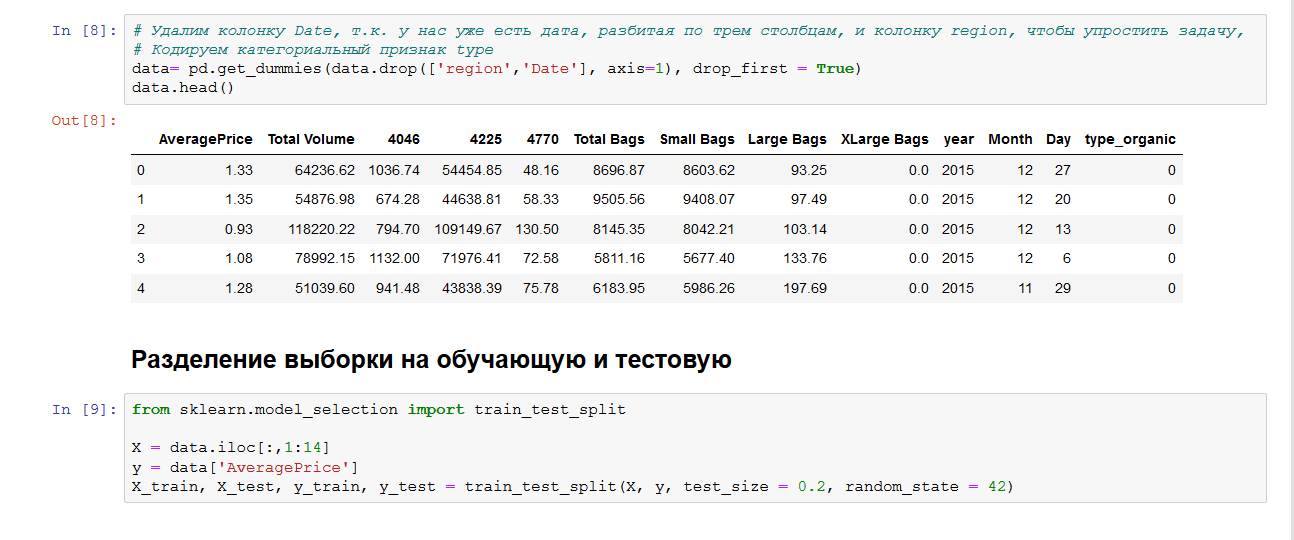 In [8]: # Удалим колонку Date, т.к. у нас уже есть дата, разбитая по трем столбцам, и колонку region, чтобы упростить задачу,
# Кодируем категориальный признак type
data= pd.get_dummies(data.drop(['region','Date'], axis=1), drop_first = True)
data.head()
Out[8]:
AveragePrice Total Volume 4046 4225 4770 Total Bags Small Bags Large Bags XLarge Bags year Month Day type_organic
0 1.33 64236.62 1036.74 54454.85 48.16 8696.87 8603.62 93.25 0.0 2015 12 27 0
1 1.35 54876.98 674.28 44638.81 58.33 9505.56 9408.07 97.49 0.0 2015 12 20 0
2 0.93 118220.22 794.70 109149.67 130.50 8145.35 8042.21 103.14 0.0 2015 12 13 0
3 1.08 78992.15 1132.00 71976.41 72.58 5811.16 5677.40 133.76 0.0 2015 12 6 0
4 1.28 51039.60 941.48 43838.39 75.78 6183.95 5986.26 197.69 0.0 2015 11 29 0
Разделение выборки на обучающую и тестовую
In [9]: from sklearn.model_selection import train_test_split
X = data.iloc[:,1:14]
y = data['AveragePrice']
X_train, X_test, y_train, y_test = train_test_split(X, y, test_size = 0.2, random_state = 42)